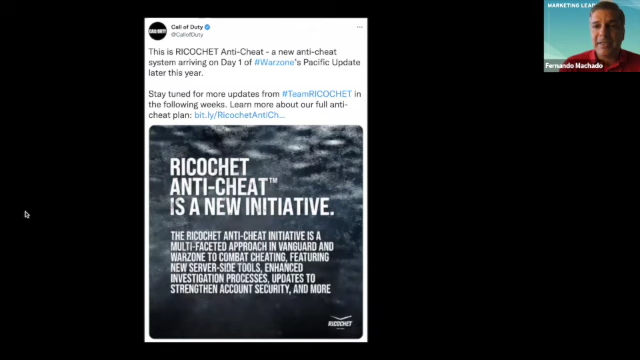 MARKETING LEAD
Fernando Machado
Call of Duty
@CallofDuty
This is RICOCHET Anti-Cheat - a new anti-cheat
system arriving on Day 1 of #Warzone's Pacific Update
later this year.
Stay tuned for more updates from #TeamRICOCHET in
the following weeks. Learn more about our full anti-
cheat plan: bit.ly/RicochetAntiCh...
RICOCHET
ANTI-CHEAT™
IS A NEW INITIATIVE.
THE RICOCHET ANTI-CHEAT INITIATIVE IS A
MULTI-FACETED APPROACH IN VANGUARD AND
WARZONE TO COMBAT CHEATING, FEATURING
NEW SERVER-SIDE TOOLS, ENHANCED
INVESTIGATION PROCESSES, UPDATES TO
STRENGTHEN ACCOUNT SECURITY, AND MORE
RICOCHET